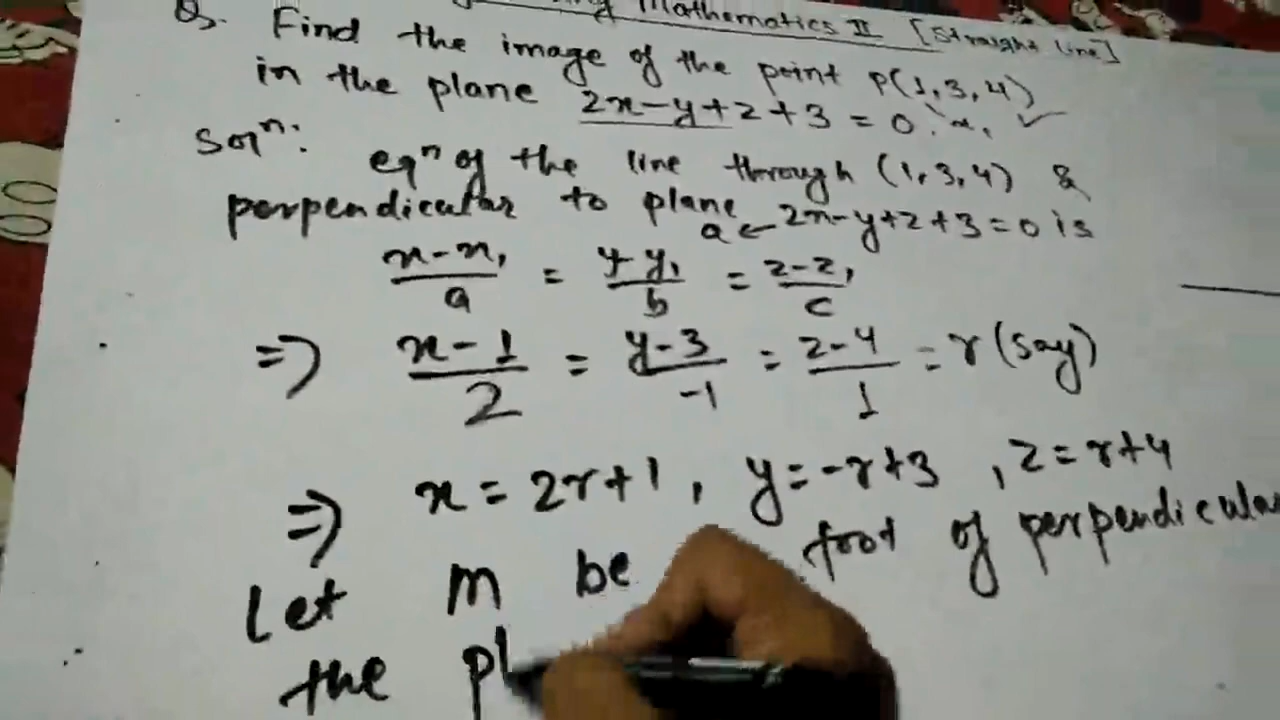 Mathematics II [Straight line]
Q. Find the image of the point P(1,3,4)
in the plane 2x-y+z+3=0.
Solⁿ: eqⁿ of the line through (1,3,4) &
perpendicular to plane 2x-y+z+3=0 is
a ←
x-x₁/a = y-y₁/b = z-z₁/c
=> x-1/2 = y-3/-1 = z-4/1 = r (say)
=> x=2r+1, y=-r+3, z=r+4
Let m be foot of perpendicular
the pl